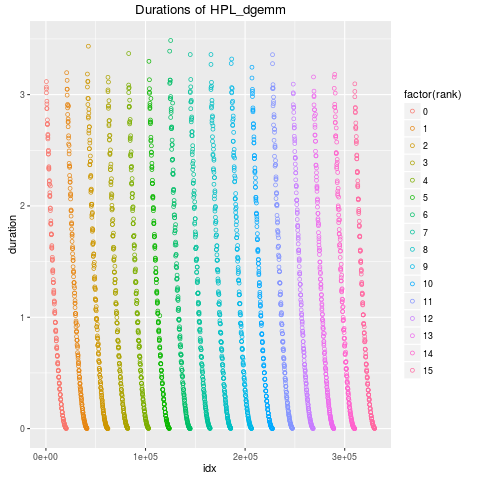 Durations of HPL_dgemm
duration
3
2
1
0
0e+00
1e+05
2e+05
3e+05
idx
factor(rank)
0
1
2
3
4
5
6
7
8
9
10
11
12
13
14
15